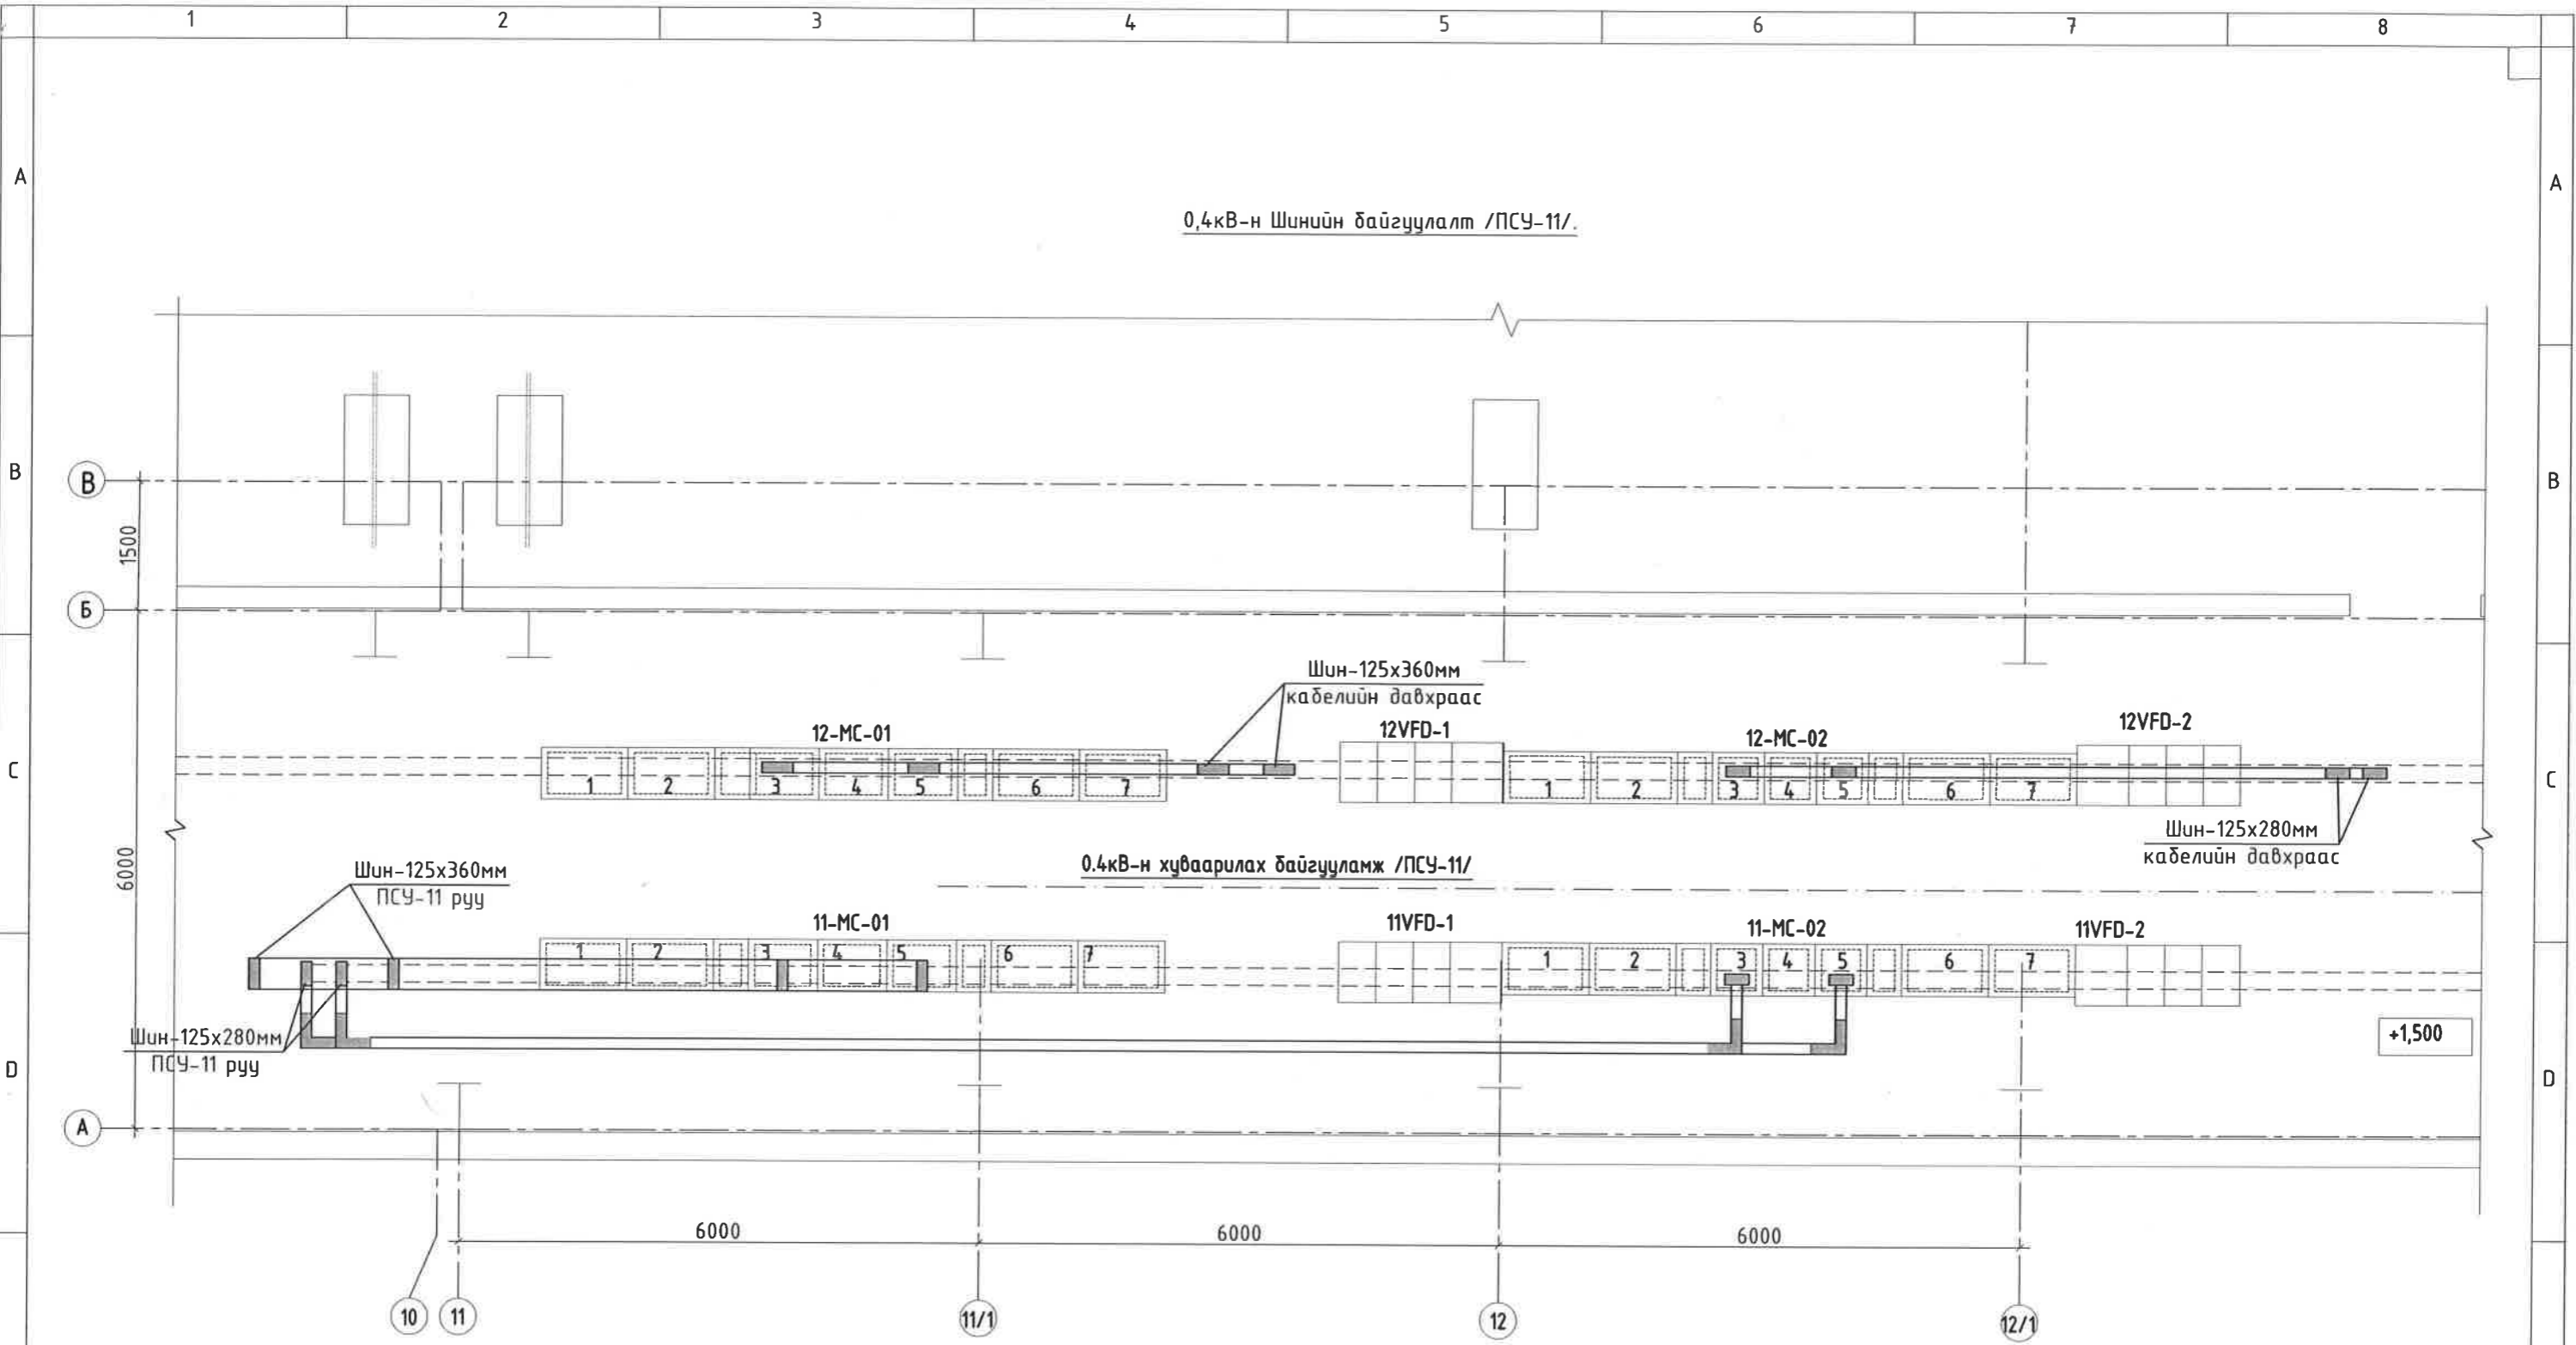 1 2 3 4 5 6 7 8
A A
0,4кВ-н Шинийн байгуулалт /ПСУ-11/.
B B
В
1500
Б
Шин-125х360мм
кабелийн давхраас
12-МС-01 12VFD-1 12-МС-02 12VFD-2
C C
1 2 3 4 5 6 7 1 2 3 4 5 6 7
Шин-125х280мм
кабелийн давхраас
6000
0.4кВ-н хуваарилах байгууламж /ПСУ-11/
Шин-125х360мм
ПСУ-11 руу
11-МС-01 11VFD-1 11-МС-02 11VFD-2
1 2 3 4 5 6 7 1 2 3 4 5 6 7
Шин-125х280мм
ПСУ-11 руу
+1,500
D D
А
6000 6000 6000
10 11 11/1 12 12/1